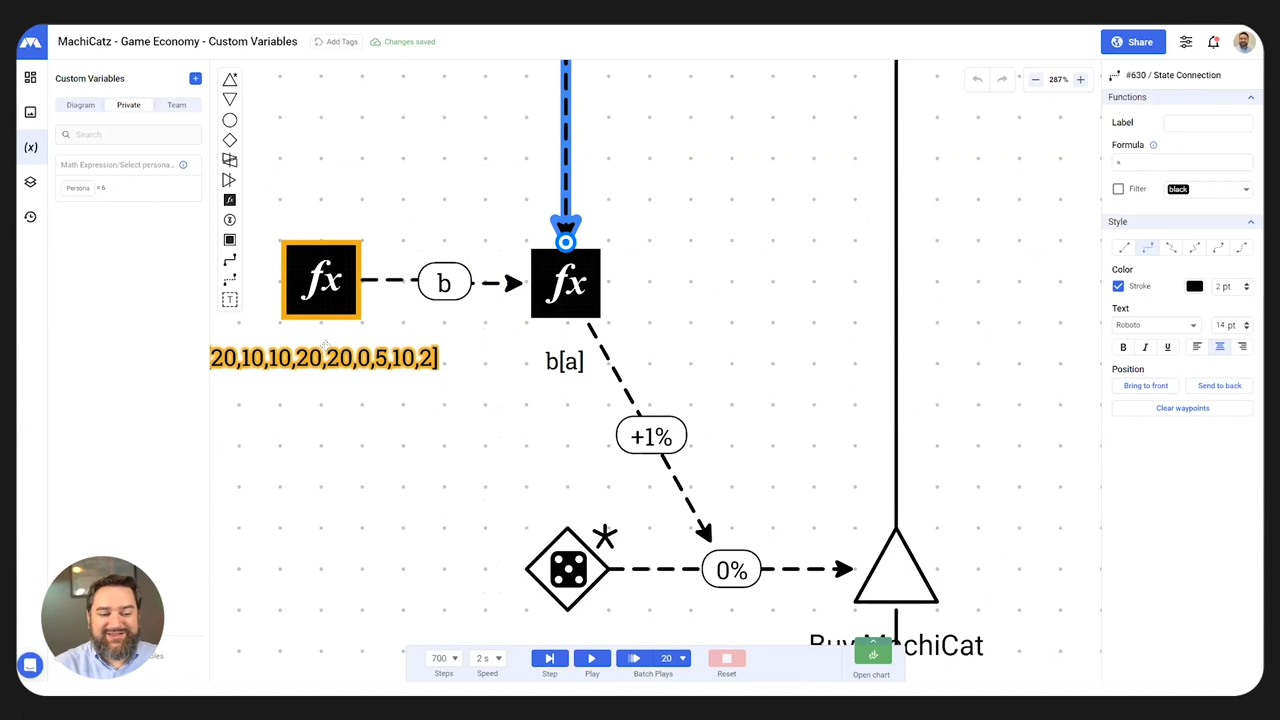 MachiCatz - Game Economy - Custom Variables
Add Tags
Changes saved
Share
Custom Variables
+
Diagram
Private
Team
Search
Math Expression/Select persona...
Persona = 6
(x)
287%
#630 / State Connection
Functions
Label
Formula
a
Filter
black
Style
Color
Stroke
2 pt
Text
Roboto
14 pt
B I U
Position
Bring to front
Send to back
Clear waypoints
fx
b
fx
20,10,10,20,20,0,5,10,2]
b[a]
+1%
0%
Buy MachiCat
700
Steps
2 s
Speed
Step
Play
20
Batch Plays
Reset
Open chart